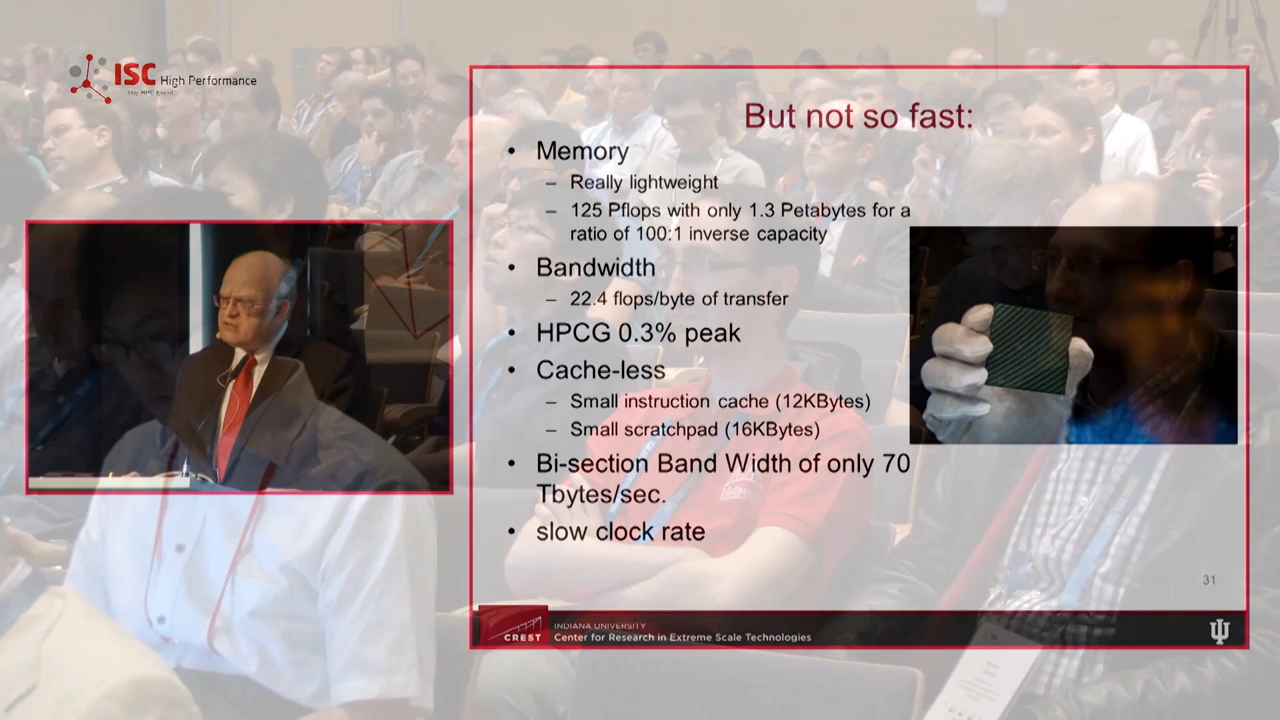 ISC High Performance
The HPC Event
But not so fast:
• Memory
– Really lightweight
– 125 Pflops with only 1.3 Petabytes for a
ratio of 100:1 inverse capacity
• Bandwidth
– 22.4 flops/byte of transfer
• HPCG 0.3% peak
• Cache-less
– Small instruction cache (12KBytes)
– Small scratchpad (16KBytes)
• Bi-section Band Width of only 70
Tbytes/sec.
• slow clock rate
31
CREST
INDIANA UNIVERSITY
Center for Research in Extreme Scale Technologies